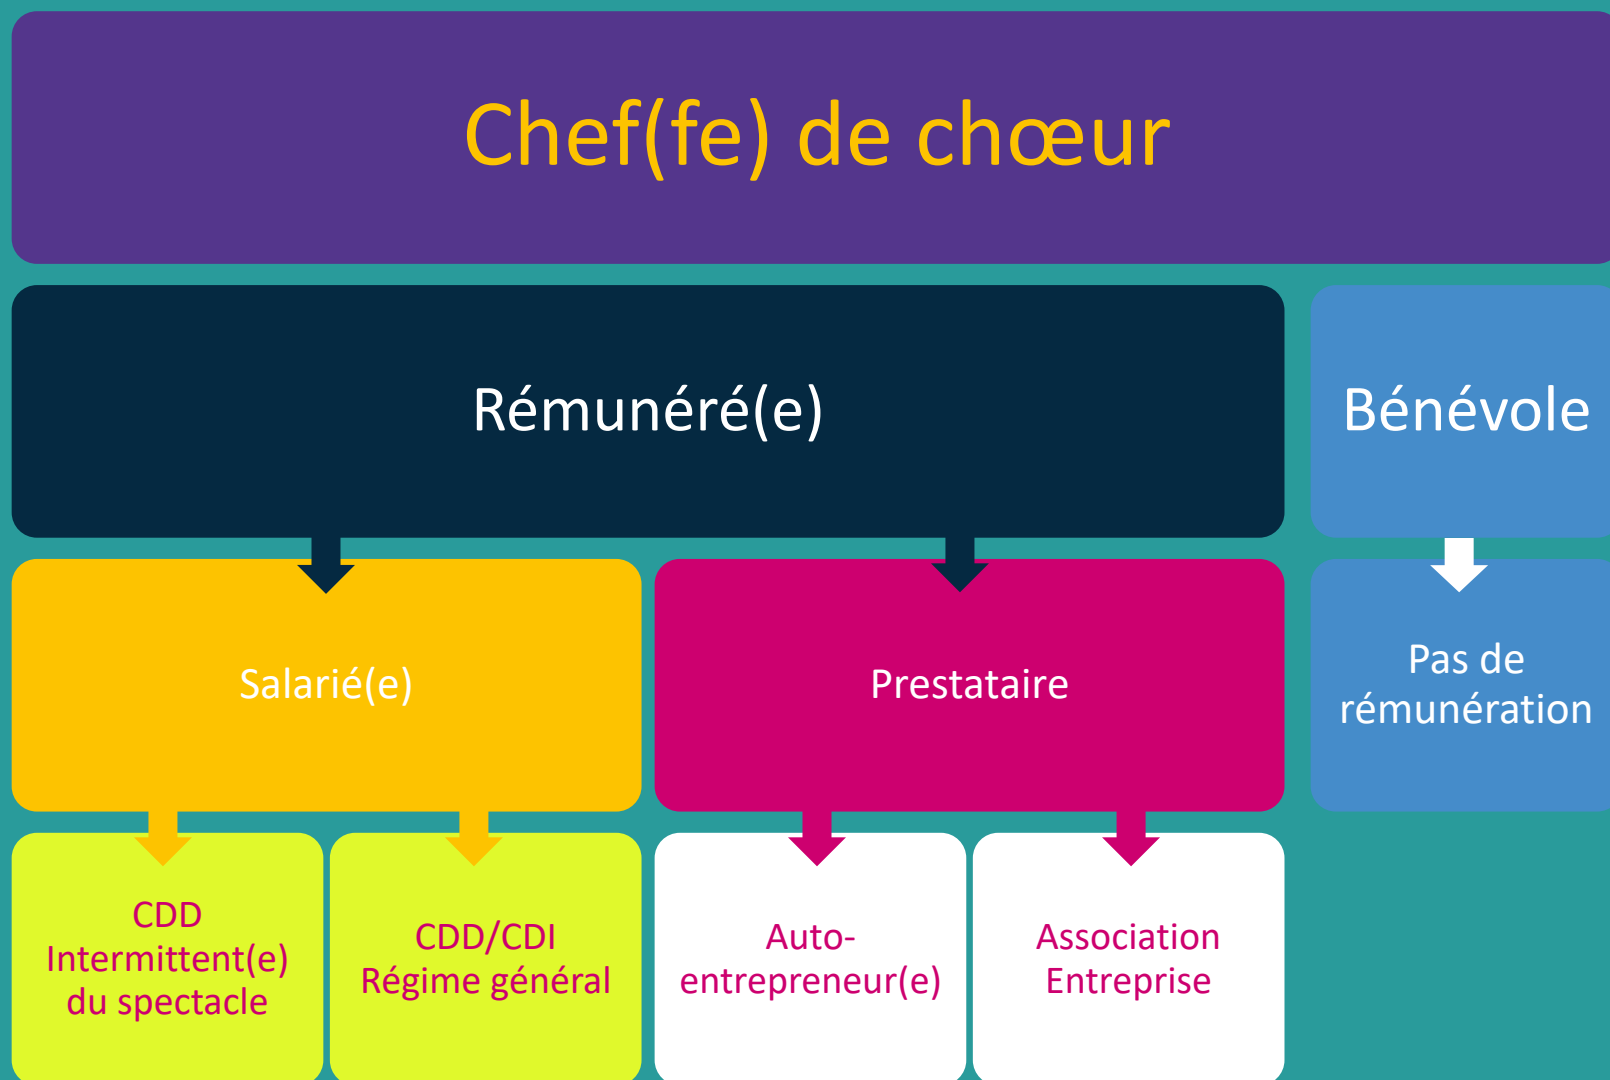 Chef(fe) de chœur
Rémunéré(e)
Bénévole
Salarié(e)
Prestataire
Pas de
rémunération
CDD
Intermittent(e)
du spectacle
CDD/CDI
Régime général
Auto-
entrepreneur(e)
Association
Entreprise